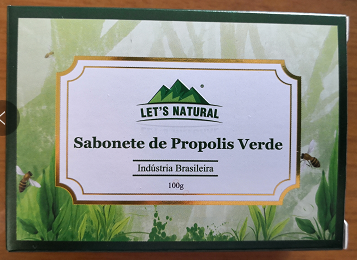 LET'S NATURAL
®
Sabonete de Propolis Verde
Indústria Brasileira
100g